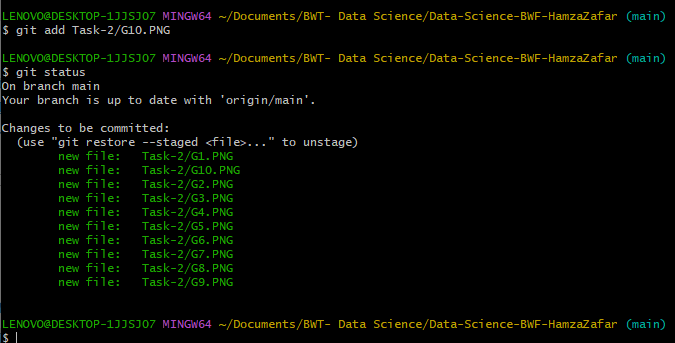 LENOVO@DESKTOP-1JJSJO7 MINGW64 ~/Documents/BWT- Data Science/Data-Science-BWF-HamzaZafar (main)
$ git add Task-2/G10.PNG
LENOVO@DESKTOP-1JJSJO7 MINGW64 ~/Documents/BWT- Data Science/Data-Science-BWF-HamzaZafar (main)
$ git status
On branch main
Your branch is up to date with 'origin/main'.
Changes to be committed:
  (use "git restore --staged <file>..." to unstage)
        new file:   Task-2/G1.PNG
        new file:   Task-2/G10.PNG
        new file:   Task-2/G2.PNG
        new file:   Task-2/G3.PNG
        new file:   Task-2/G4.PNG
        new file:   Task-2/G5.PNG
        new file:   Task-2/G6.PNG
        new file:   Task-2/G7.PNG
        new file:   Task-2/G8.PNG
        new file:   Task-2/G9.PNG
LENOVO@DESKTOP-1JJSJO7 MINGW64 ~/Documents/BWT- Data Science/Data-Science-BWF-HamzaZafar (main)
$